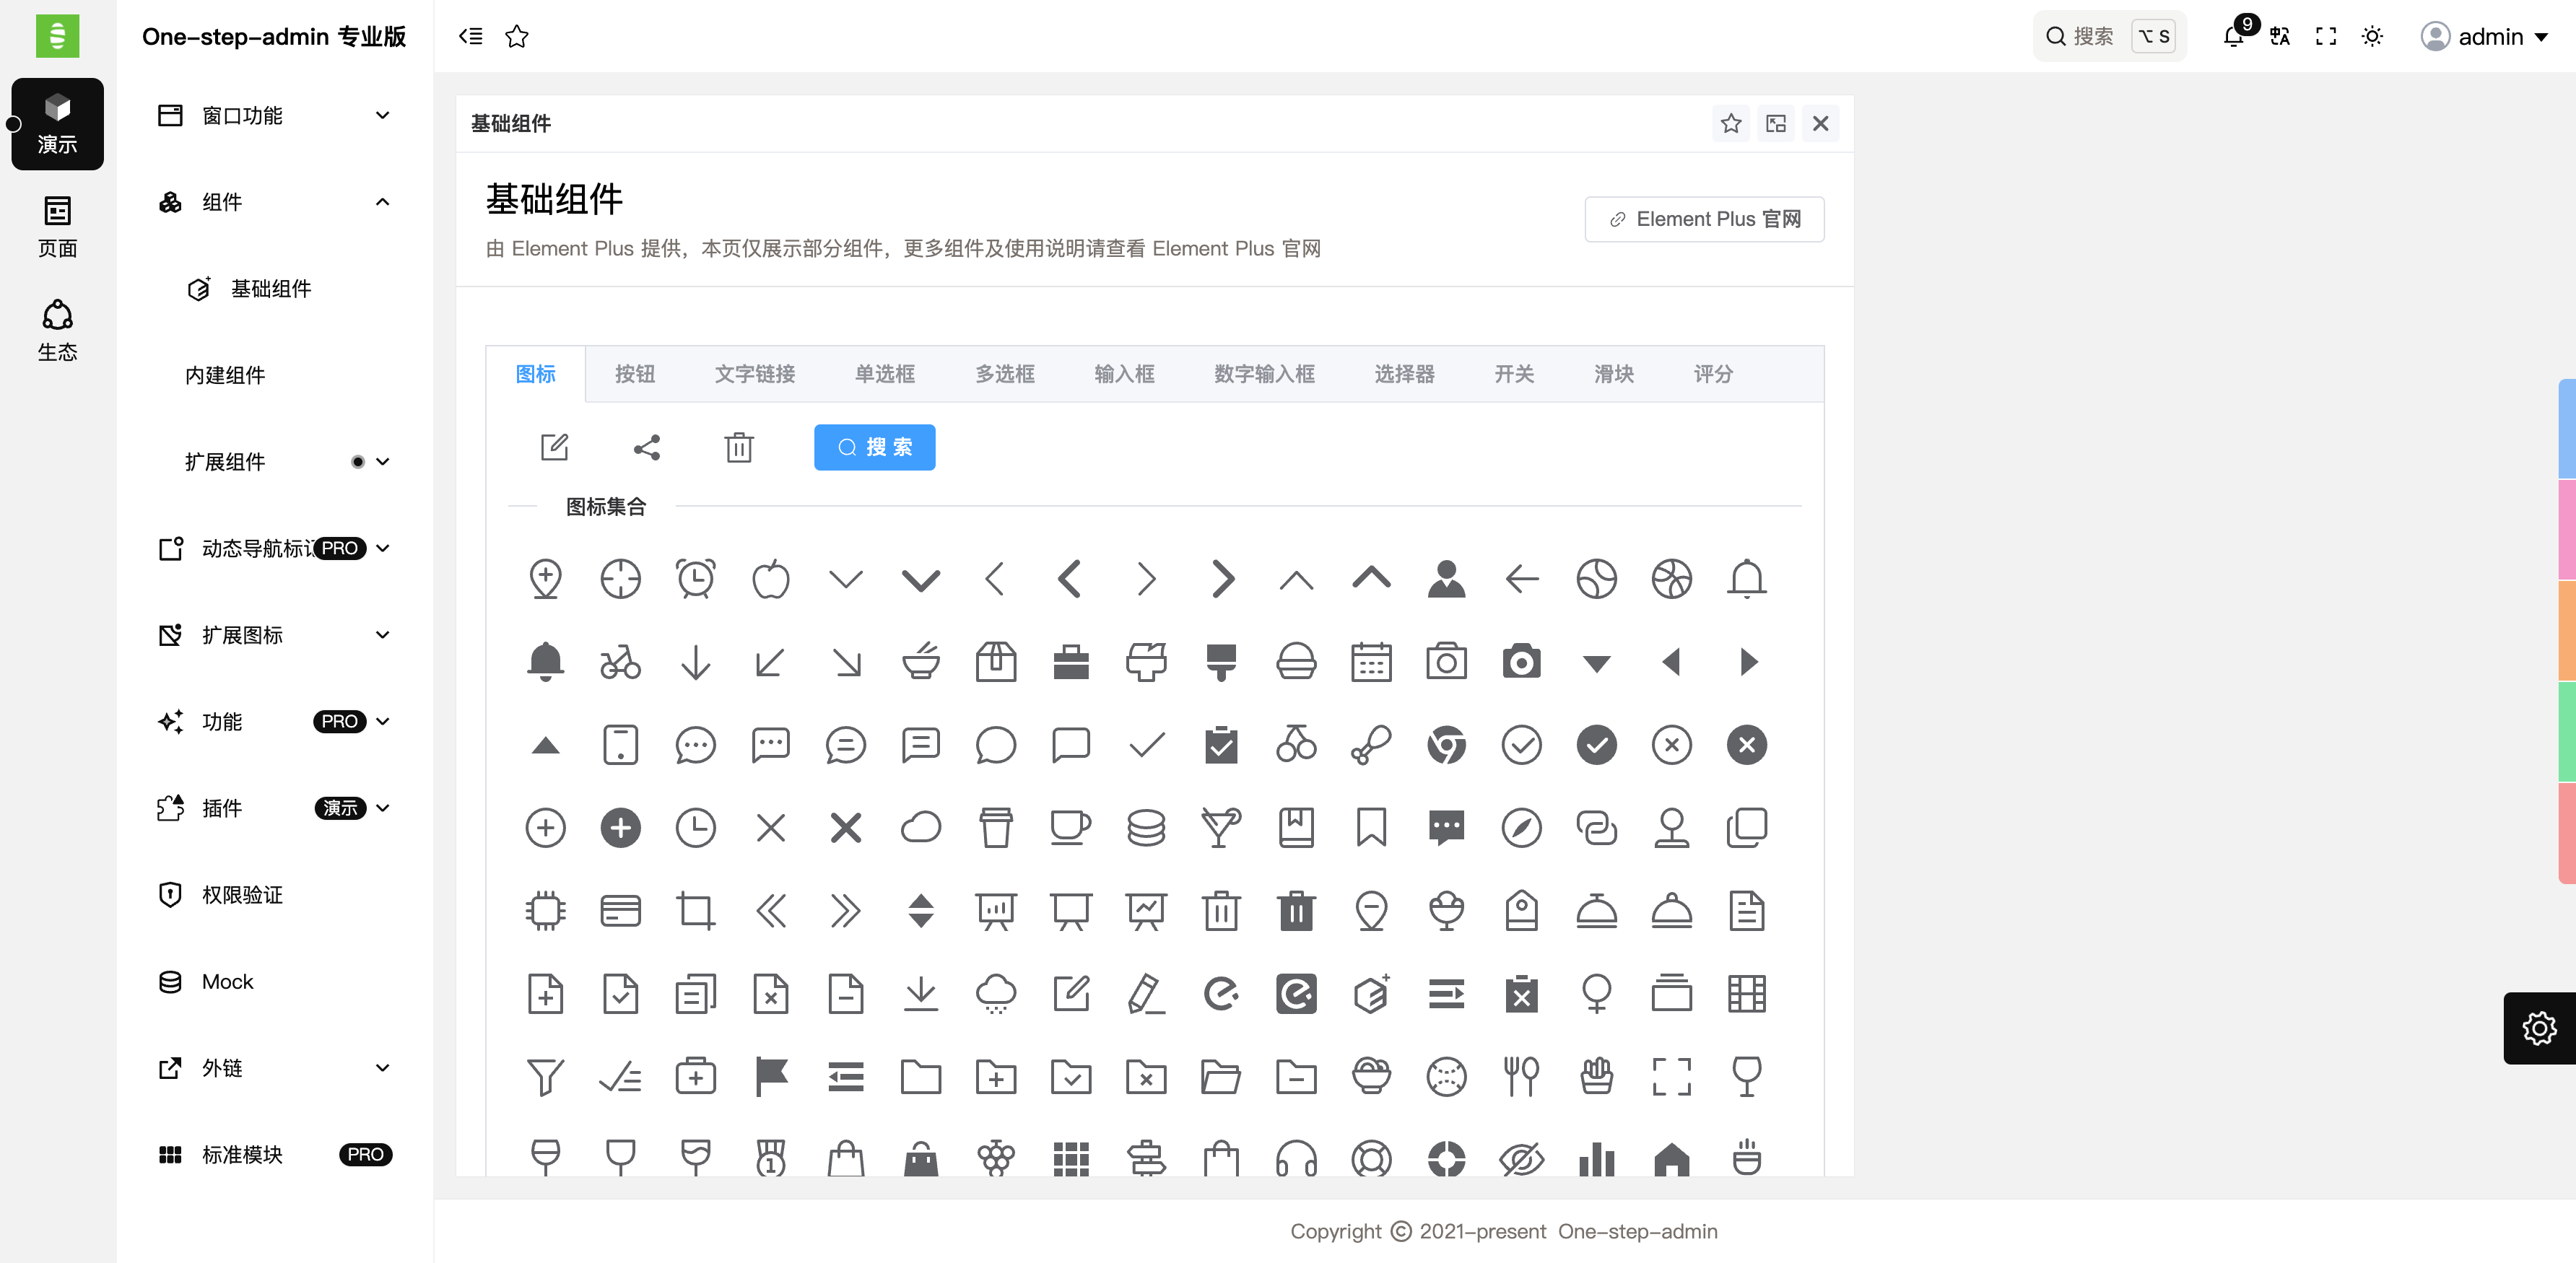 One-step-admin 专业版
搜索 ⌥ S
9
admin
演示
页面
生态
窗口功能
组件
基础组件
内建组件
扩展组件
动态导航标记 PRO
扩展图标
功能 PRO
插件 演示
权限验证
Mock
外链
标准模块 PRO
基础组件
基础组件
由 Element Plus 提供，本页仅展示部分组件，更多组件及使用说明请查看 Element Plus 官网
Element Plus 官网
图标 按钮 文字链接 单选框 多选框 输入框 数字输入框 选择器 开关 滑块 评分
搜 索
图标集合
Copyright © 2021-present One-step-admin